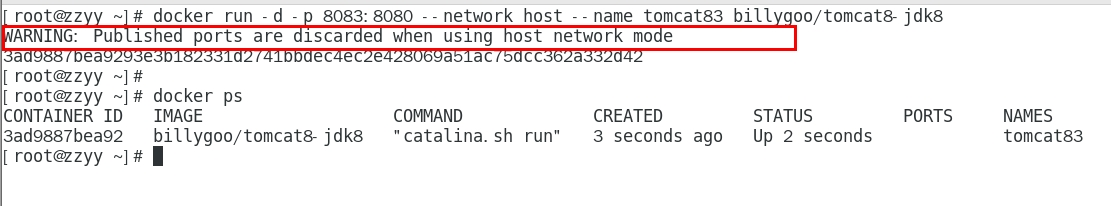 [root@zzyy ~]# docker run -d -p 8083:8080 --network host --name tomcat83 billygoo/tomcat8-jdk8
WARNING: Published ports are discarded when using host network mode
3ad9887bea9293e3b182331d2741bbdec4ec2e428069a51ac75dcc362a332d42
[root@zzyy ~]#
[root@zzyy ~]# docker ps
CONTAINER ID   IMAGE                   COMMAND             CREATED         STATUS         PORTS     NAMES
3ad9887bea92   billygoo/tomcat8-jdk8   "catalina.sh run"   3 seconds ago   Up 2 seconds             tomcat83
[root@zzyy ~]#